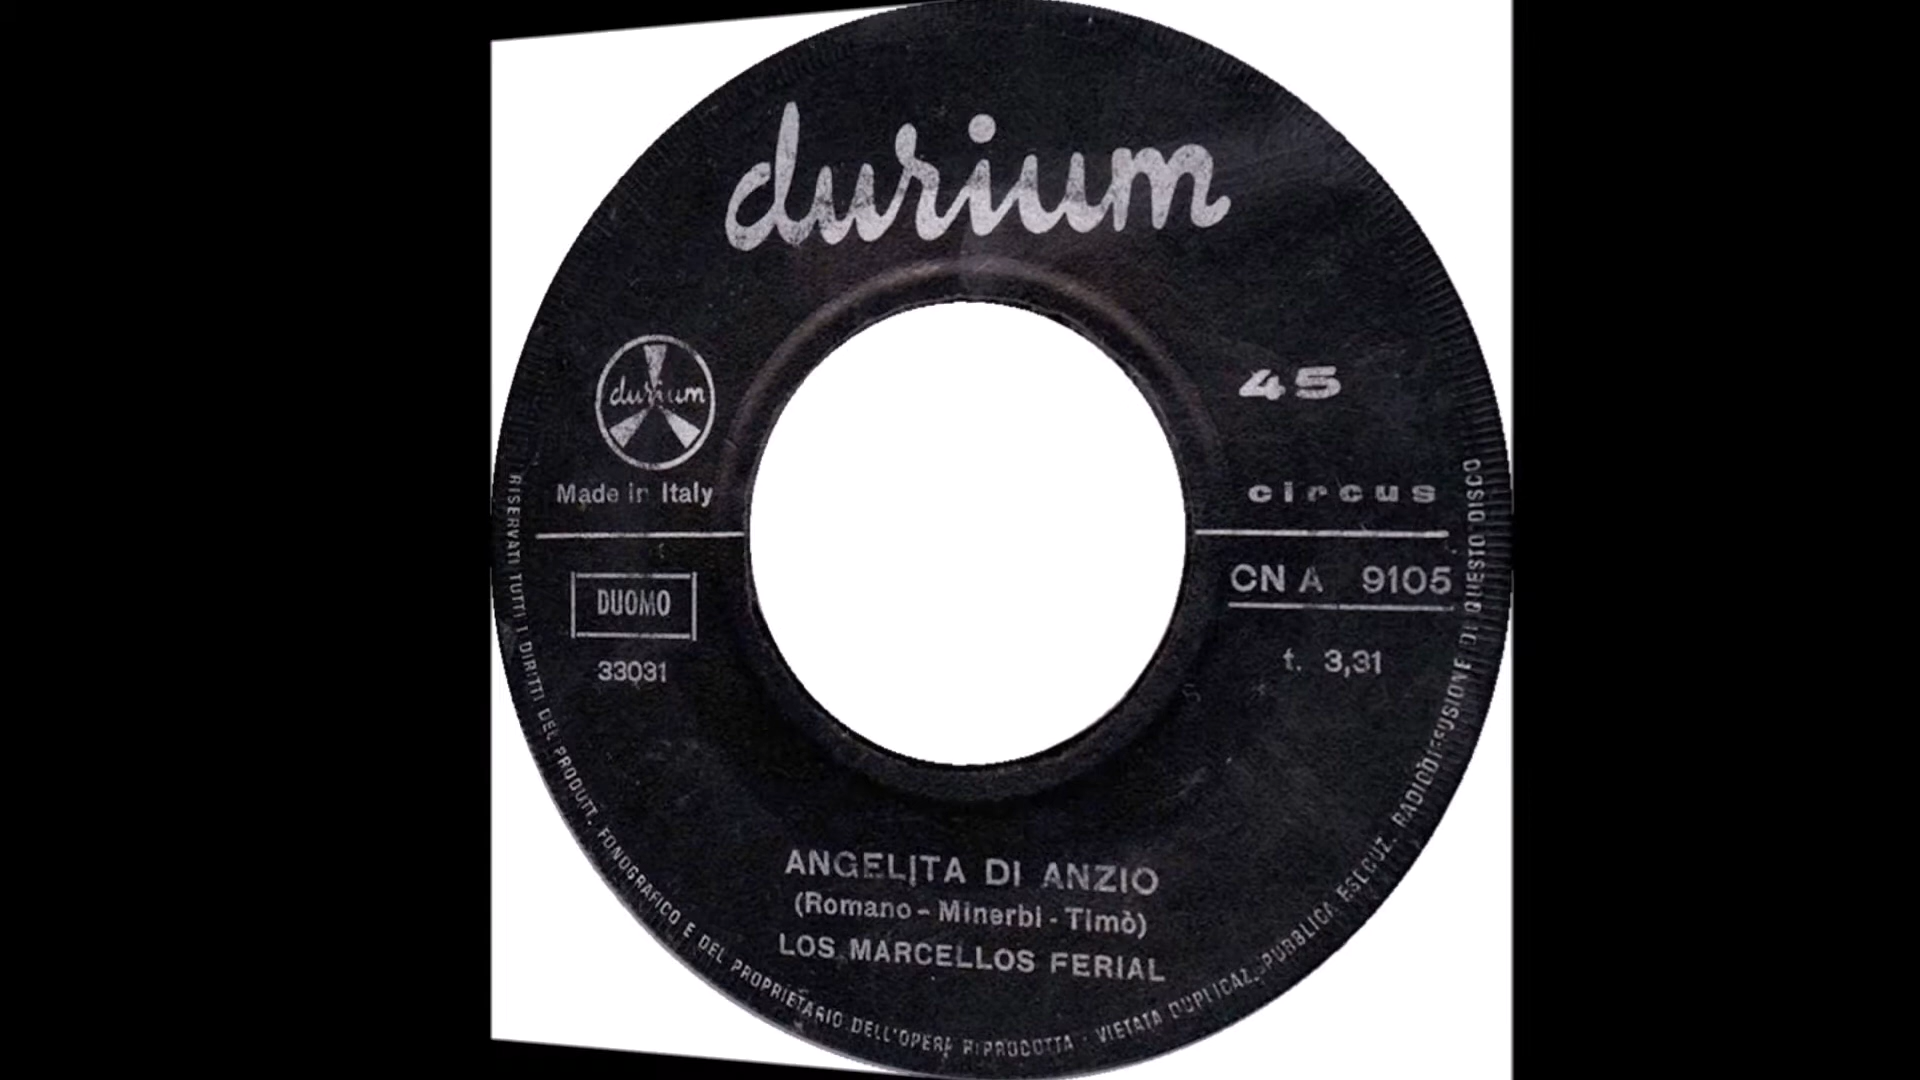 durium
durium
Made in Italy
45
circus
DUOMO
33031
CN A 9105
t. 3,31
ANGELITA DI ANZIO
(Romano - Minerbi - Timò)
LOS MARCELLOS FERIAL
RISERVATI TUTTI I DIRITTI DEL PRODUTT. FONOGRAFICO E DEL PROPRIETARIO DELL'OPERA RIPRODOTTA - VIETATA DUPLICAZ. PUBBLICA ESECUZ. RADIODIFFUSIONE DI QUESTO DISCO